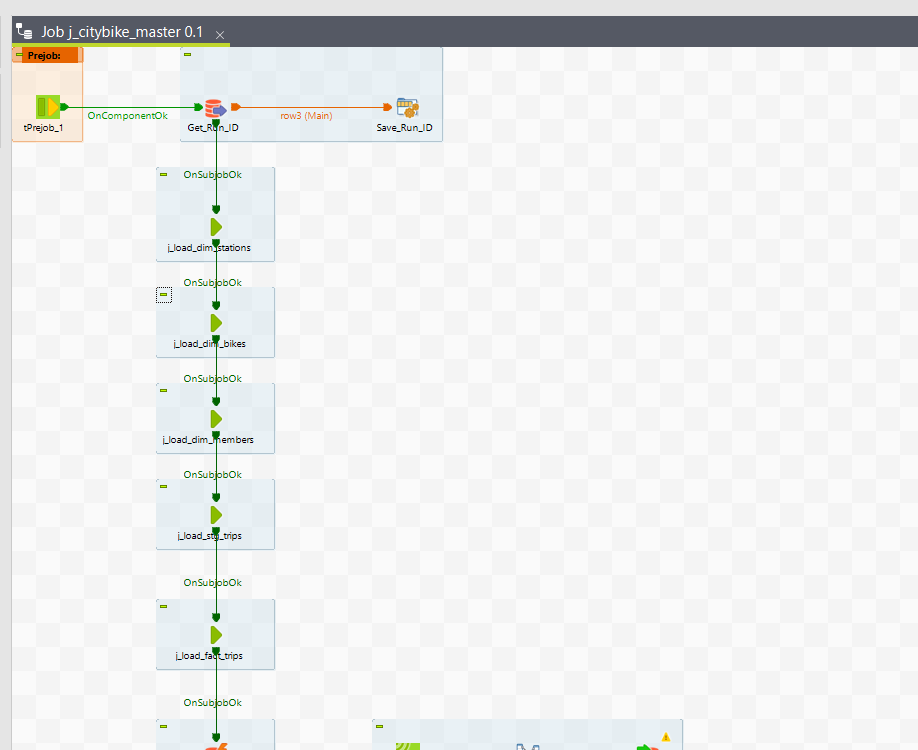 Job j_citybike_master 0.1
Prejob:
OnComponentOk
row3 (Main)
tPrejob_1
Get_Run_ID
Save_Run_ID
OnSubjobOk
j_load_dim_stations
OnSubjobOk
j_load_dim_bikes
OnSubjobOk
j_load_dim_members
OnSubjobOk
j_load_stg_trips
OnSubjobOk
j_load_fact_trips
OnSubjobOk